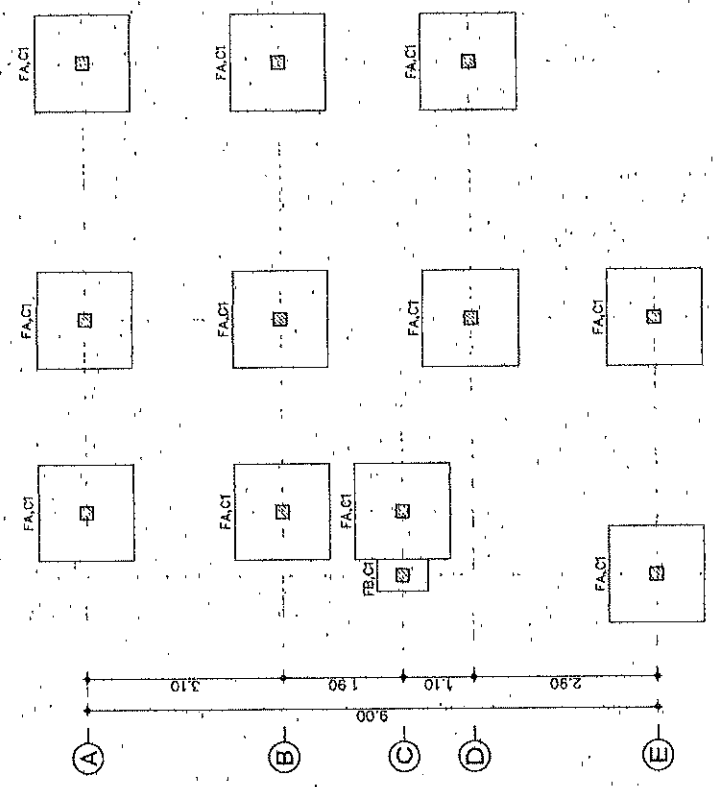 FA,C1
FA,C1
FA,C1
FA,C1
FA,C1
FA,C1
FA,C1
FA,C1
FA,C1
FA,C1
FB,C1
FA,C1
3.10
1.90
1.10
2.90
9.00
A
B
C
D
E